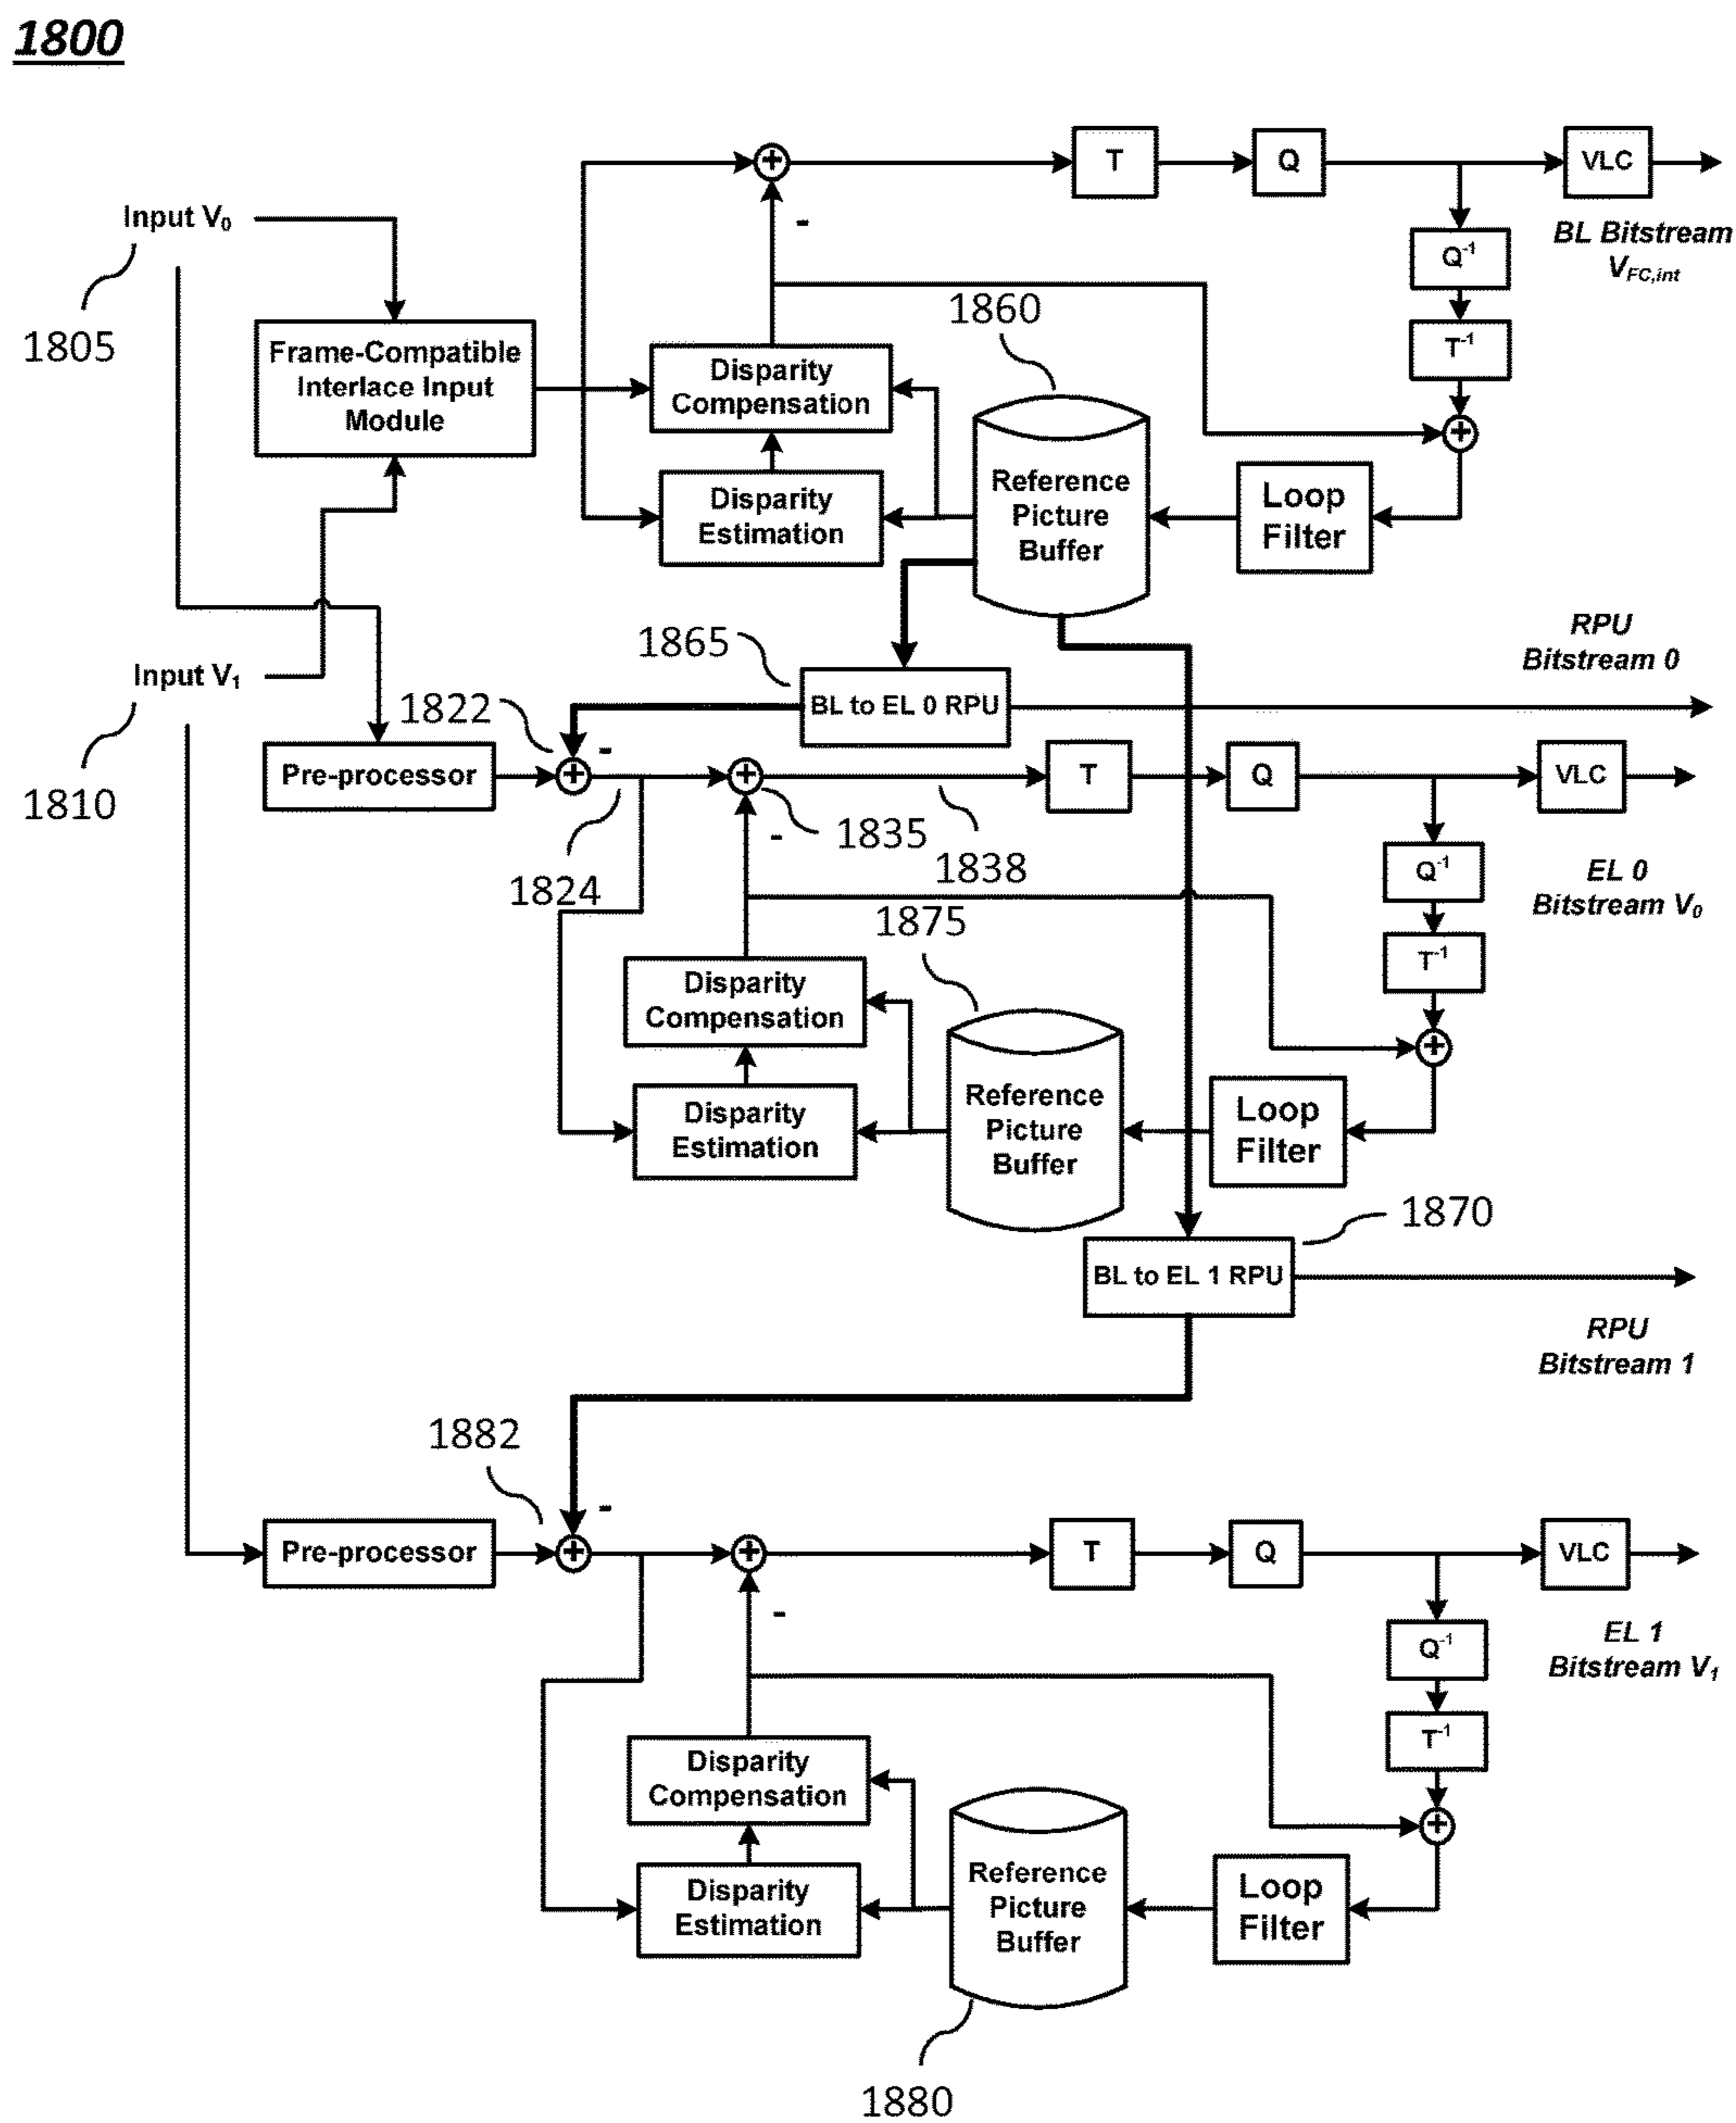 1800
T
Q
VLC
Input V0
-
BL Bitstream
VFC,int
Q-1
1805
1860
Frame-Compatible
Interlace Input
Module
Disparity
Compensation
T-1
+
+
Disparity
Estimation
Reference
Picture
Buffer
Loop
Filter
RPU
Bitstream 0
1865
Input V1
BL to EL 0 RPU
1822
-
1810
Pre-processor
+
+
T
Q
VLC
-
1835
1838
1824
Q-1
EL 0
Bitstream V0
1875
T-1
Disparity
Compensation
+
Disparity
Estimation
Reference
Picture
Buffer
Loop
Filter
1870
BL to EL 1 RPU
RPU
Bitstream 1
1882
-
Pre-processor
+
+
T
Q
VLC
-
Q-1
EL 1
Bitstream V1
T-1
Disparity
Compensation
+
Disparity
Estimation
Reference
Picture
Buffer
Loop
Filter
1880